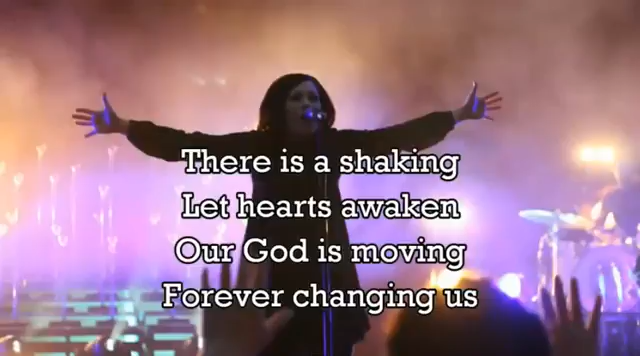 There is a shaking
Let hearts awaken
Our God is moving
Forever changing us